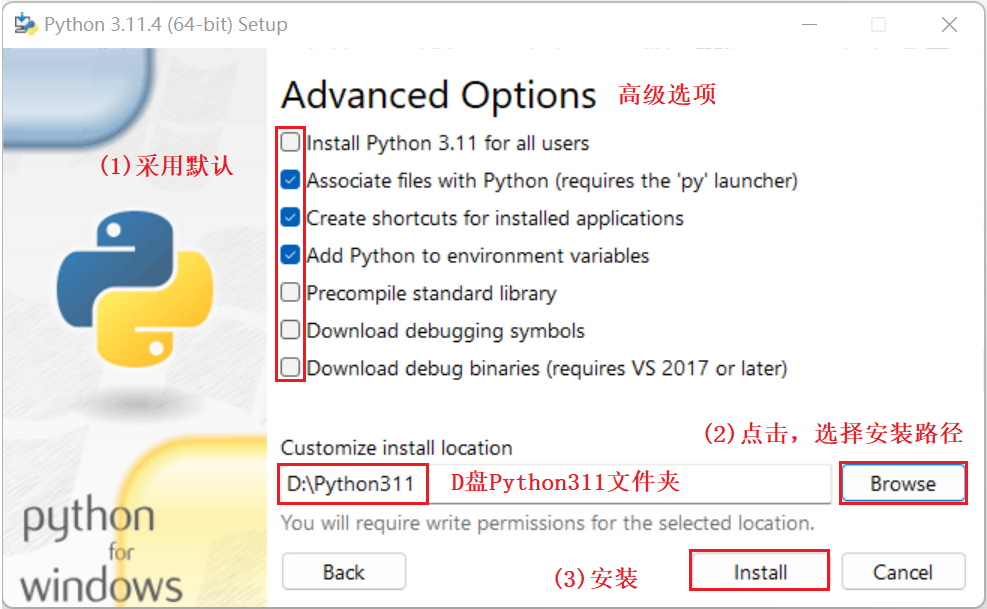 Python 3.11.4 (64-bit) Setup
Advanced Options 高级选项
(1)采用默认
Install Python 3.11 for all users
Associate files with Python (requires the 'py' launcher)
Create shortcuts for installed applications
Add Python to environment variables
Precompile standard library
Download debugging symbols
Download debug binaries (requires VS 2017 or later)
(2)点击，选择安装路径
Customize install location
D:\Python311 D盘Python311文件夹 Browse
You will require write permissions for the selected location.
python
for
windows
Back (3)安装 Install Cancel